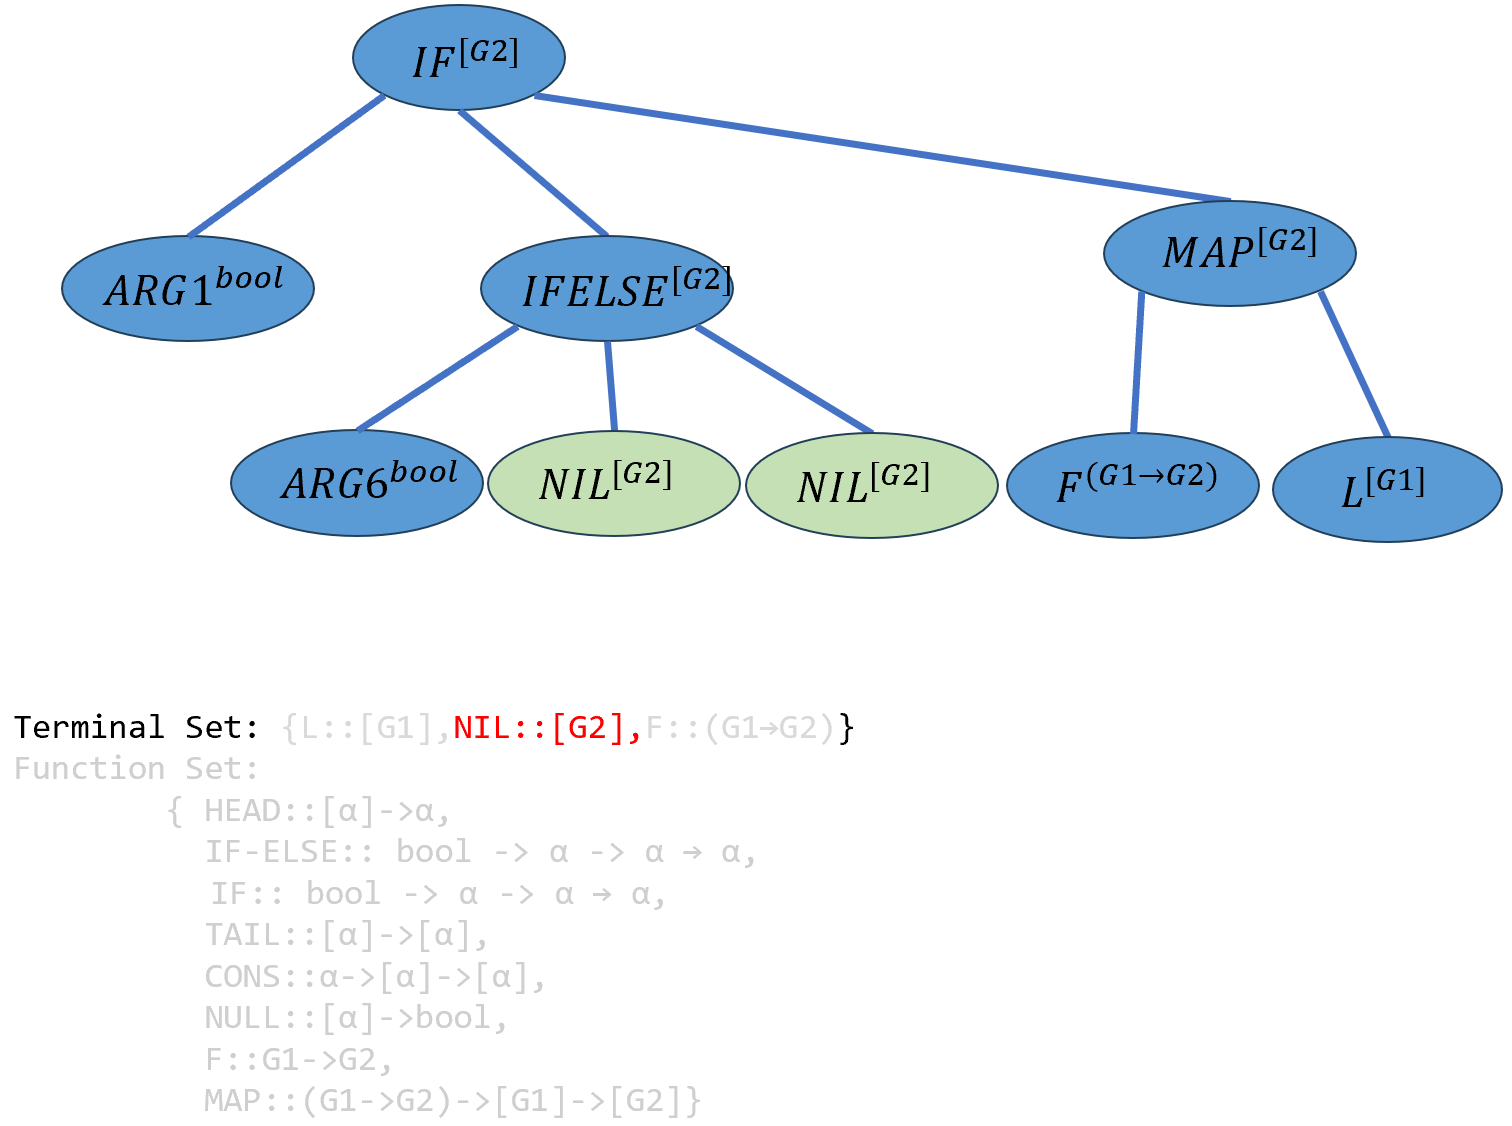 IF^[G2]
ARG1^bool
IFELSE^[G2]
MAP^[G2]
ARG6^bool
NIL^[G2]
NIL^[G2]
F^(G1→G2)
L^[G1]
Terminal Set: {L::[G1],NIL::[G2],F::(G1→G2)}
Function Set:
{ HEAD::[α]->α,
IF-ELSE:: bool -> α -> α → α,
IF:: bool -> α -> α → α,
TAIL::[α]->[α],
CONS::α->[α]->[α],
NULL::[α]->bool,
F::G1->G2,
MAP::(G1->G2)->[G1]->[G2]}